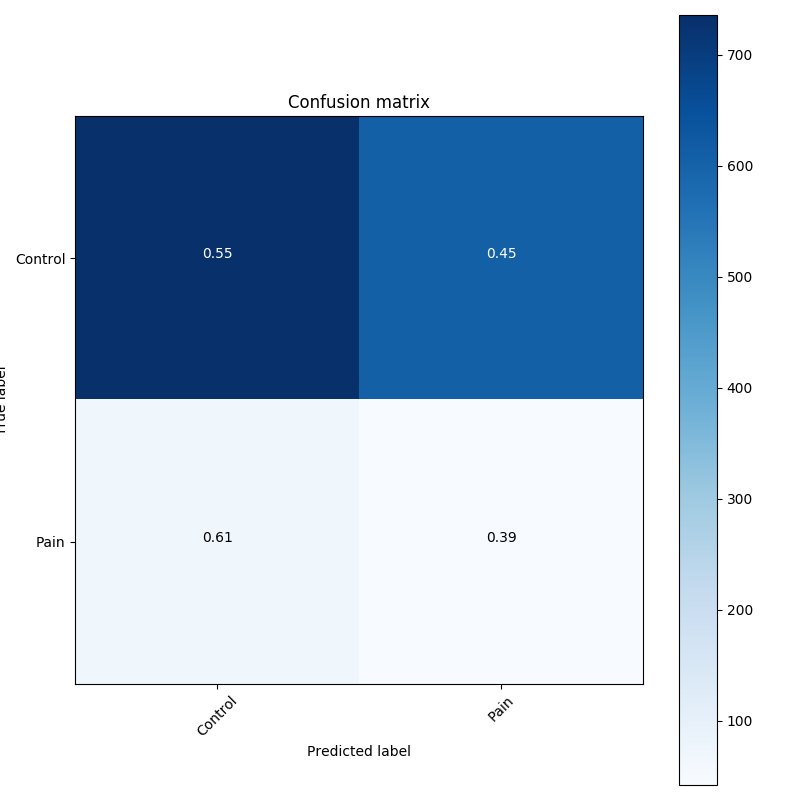 Confusion matrix
Control
Pain
0.55
0.45
0.61
0.39
Control
Pain
Predicted label
700
600
500
400
300
200
100